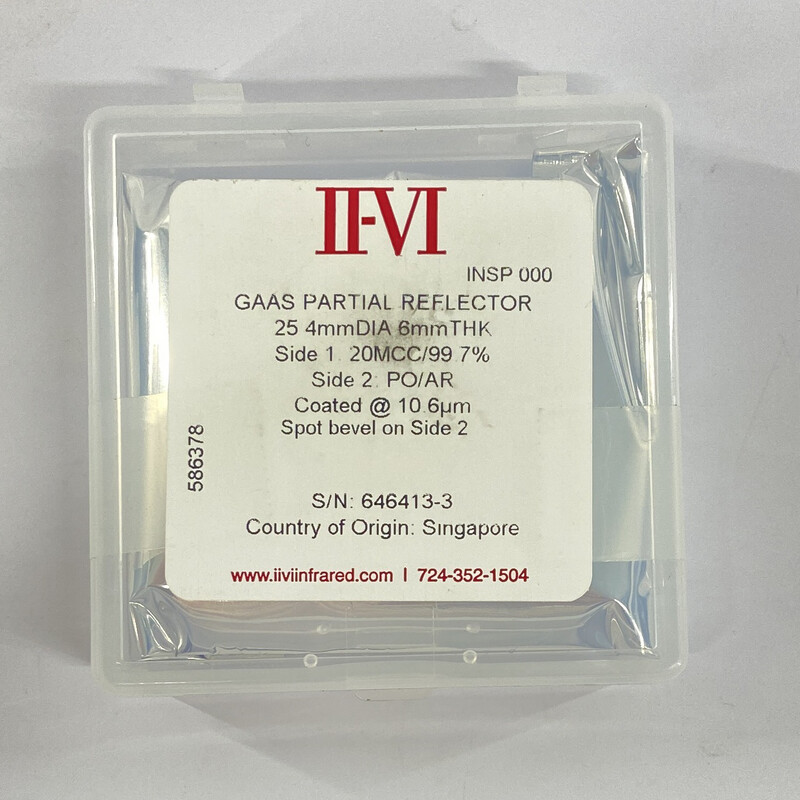 II-VI
INSP 000
GAAS PARTIAL REFLECTOR
25 4mmDIA 6mmTHK
Side 1. 20MCC/99 7%
Side 2. PO/AR
Coated @ 10.6µm
Spot bevel on Side 2
586378
S/N: 646413-3
Country of Origin: Singapore
www.iiviinfrared.com | 724-352-1504